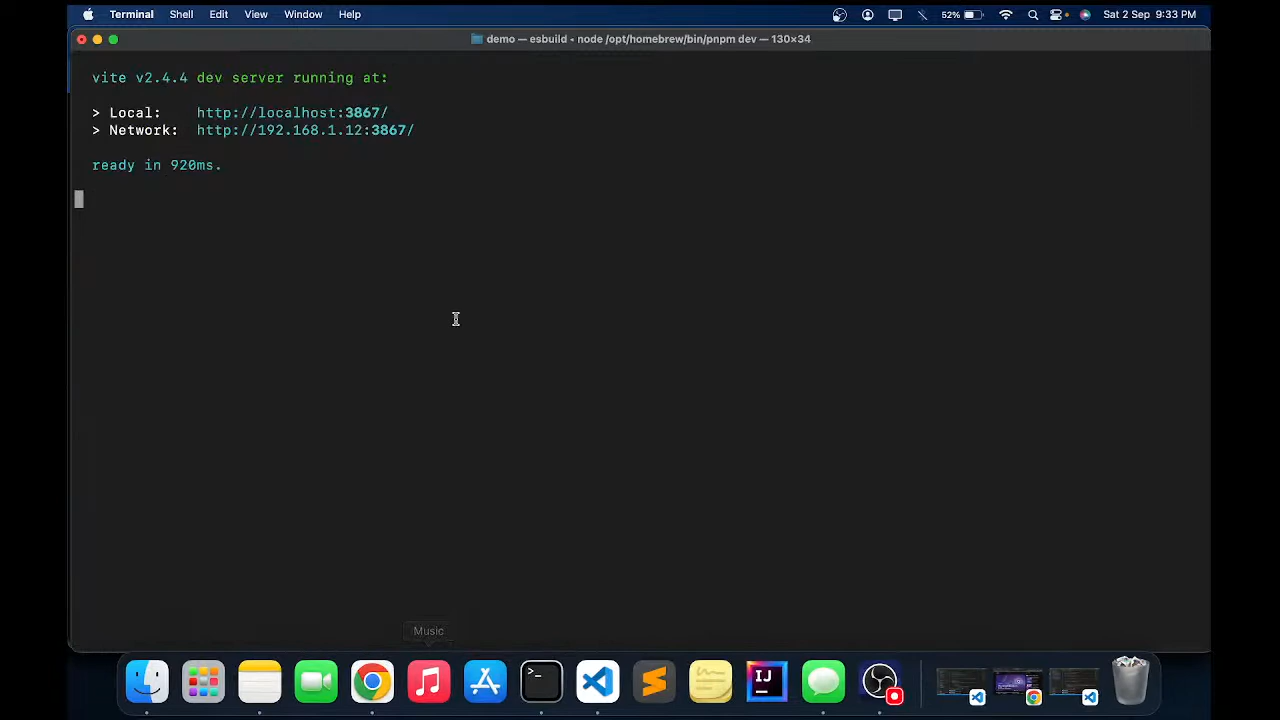 Terminal Shell Edit View Window Help 52% Sat 2 Sep 9:33 PM
demo — esbuild ◂ node /opt/homebrew/bin/pnpm dev — 130×34
vite v2.4.4 dev server running at:
> Local: http://localhost:3867/
> Network: http://192.168.1.12:3867/
ready in 920ms.
Music
>_
IJ